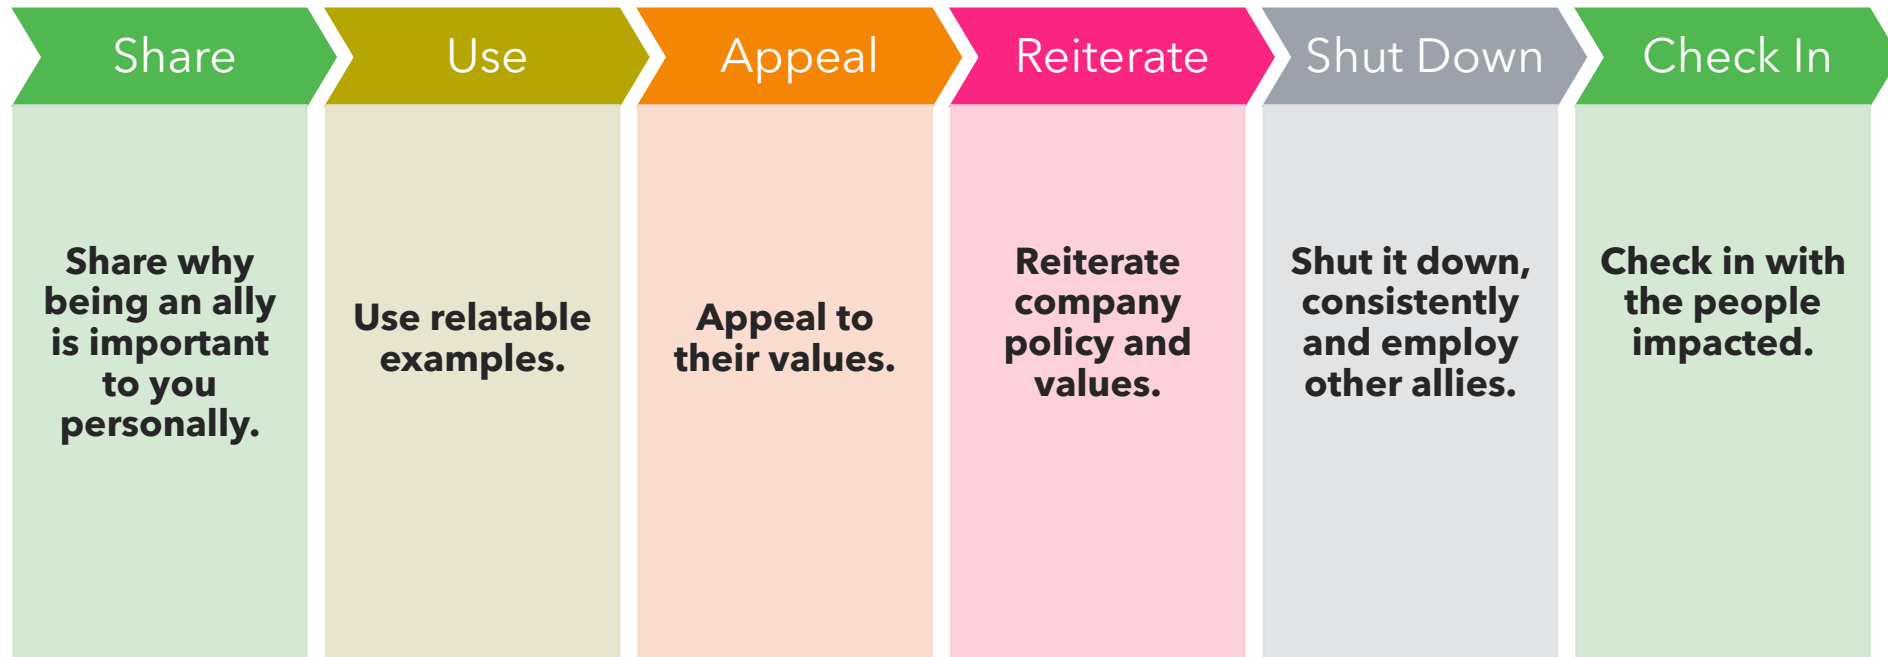 Share
Use
Appeal
Reiterate
Shut Down
Check In
Share why
being an ally
is important
to you
personally.
Use relatable
examples.
Appeal to
their values.
Reiterate
company
policy and
values.
Shut it down,
consistently
and employ
other allies.
Check in with
the people
impacted.